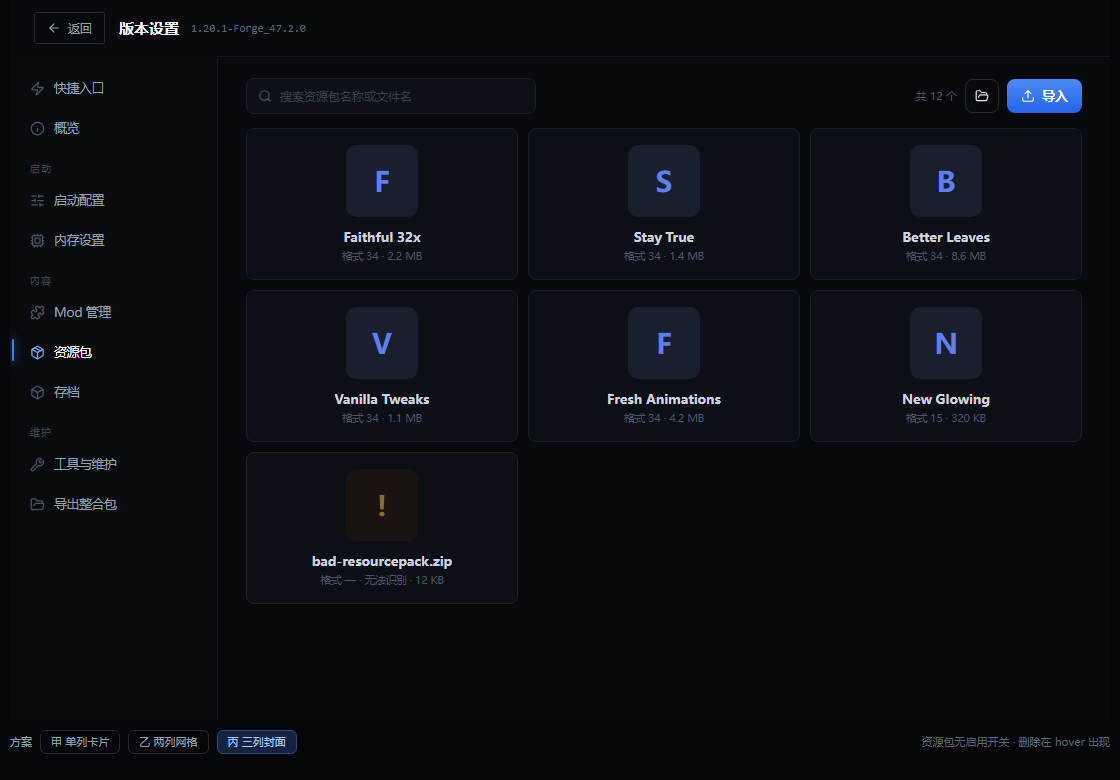 返回 版本设置 1.20.1-Forge_47.2.0
快捷入口
概览
启动
启动配置
内存设置
内容
Mod 管理
资源包
存档
维护
工具与维护
导出整合包
搜索资源包名称或文件名 共 12 个 导入
F
Faithful 32x
格式 34 · 2.2 MB
S
Stay True
格式 34 · 1.4 MB
B
Better Leaves
格式 34 · 8.6 MB
V
Vanilla Tweaks
格式 34 · 1.1 MB
F
Fresh Animations
格式 34 · 4.2 MB
N
New Glowing
格式 15 · 320 KB
!
bad-resourcepack.zip
格式 — · 无法识别 · 12 KB
方案 甲 单列卡片 乙 两列网格 丙 三列封面 资源包无启用开关 · 删除在 hover 出现